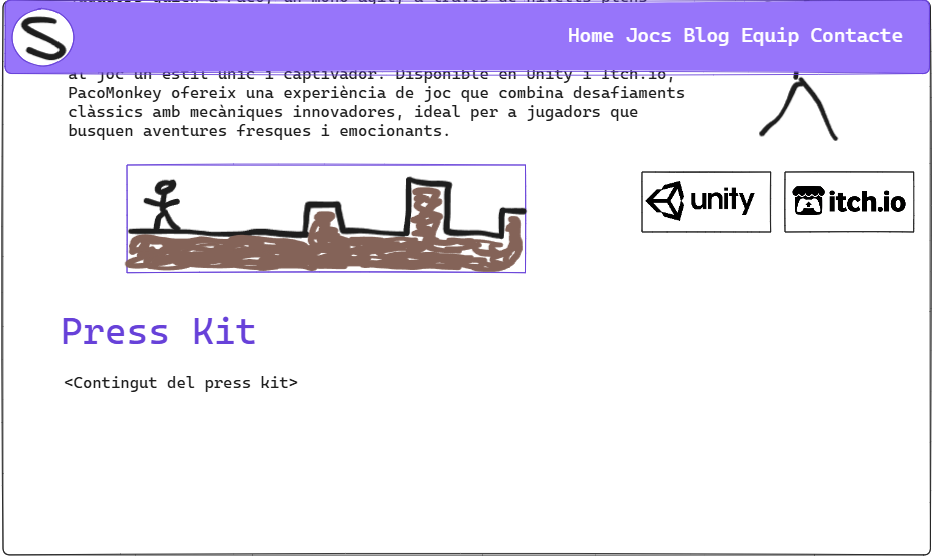 S
Home Jocs Blog Equip Contacte
al joc un estil únic i captivador. Disponible en Unity i Itch.io,
PacoMonkey ofereix una experiència de joc que combina desafiaments
clàssics amb mecàniques innovadores, ideal per a jugadors que
busquen aventures fresques i emocionants.
unity
itch.io
Press Kit
<Contingut del press kit>